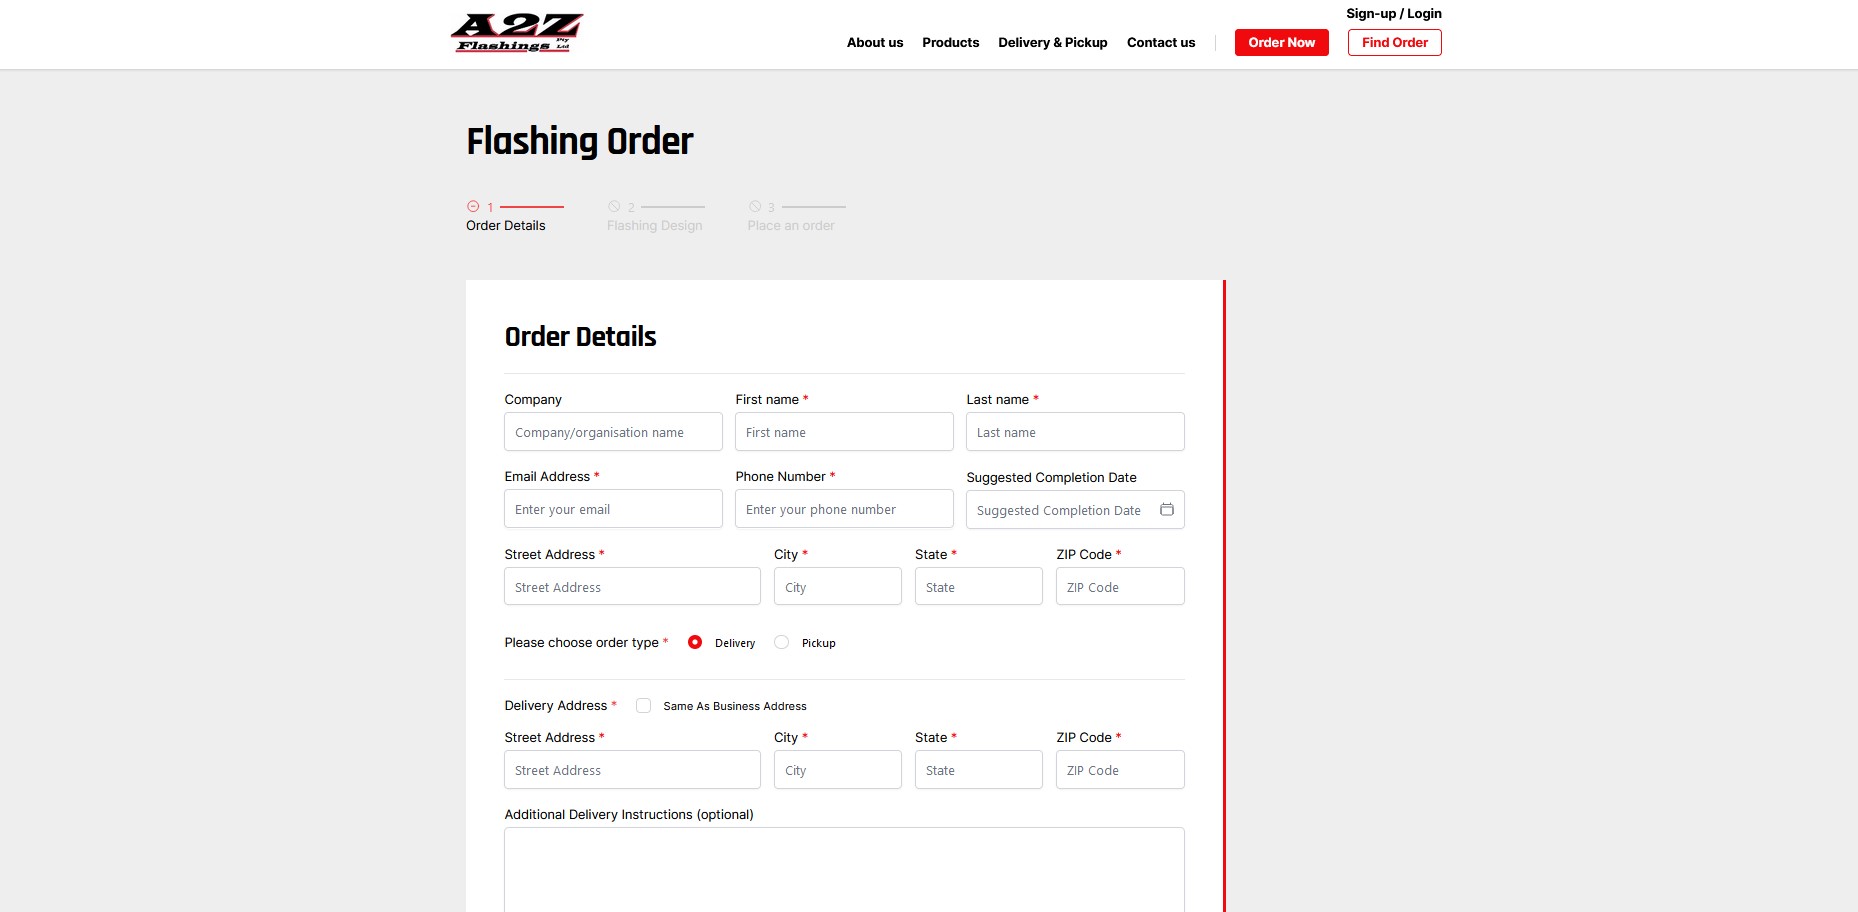 A2Z
Flashings Pty Ltd
Sign-up / Login
About us Products Delivery & Pickup Contact us Order Now Find Order
Flashing Order
1 2 3
Order Details Flashing Design Place an order
Order Details
Company First name * Last name *
Company/organisation name First name Last name
Email Address * Phone Number * Suggested Completion Date
Enter your email Enter your phone number Suggested Completion Date
Street Address * City * State * ZIP Code *
Street Address City State ZIP Code
Please choose order type * Delivery Pickup
Delivery Address * Same As Business Address
Street Address * City * State * ZIP Code *
Street Address City State ZIP Code
Additional Delivery Instructions (optional)